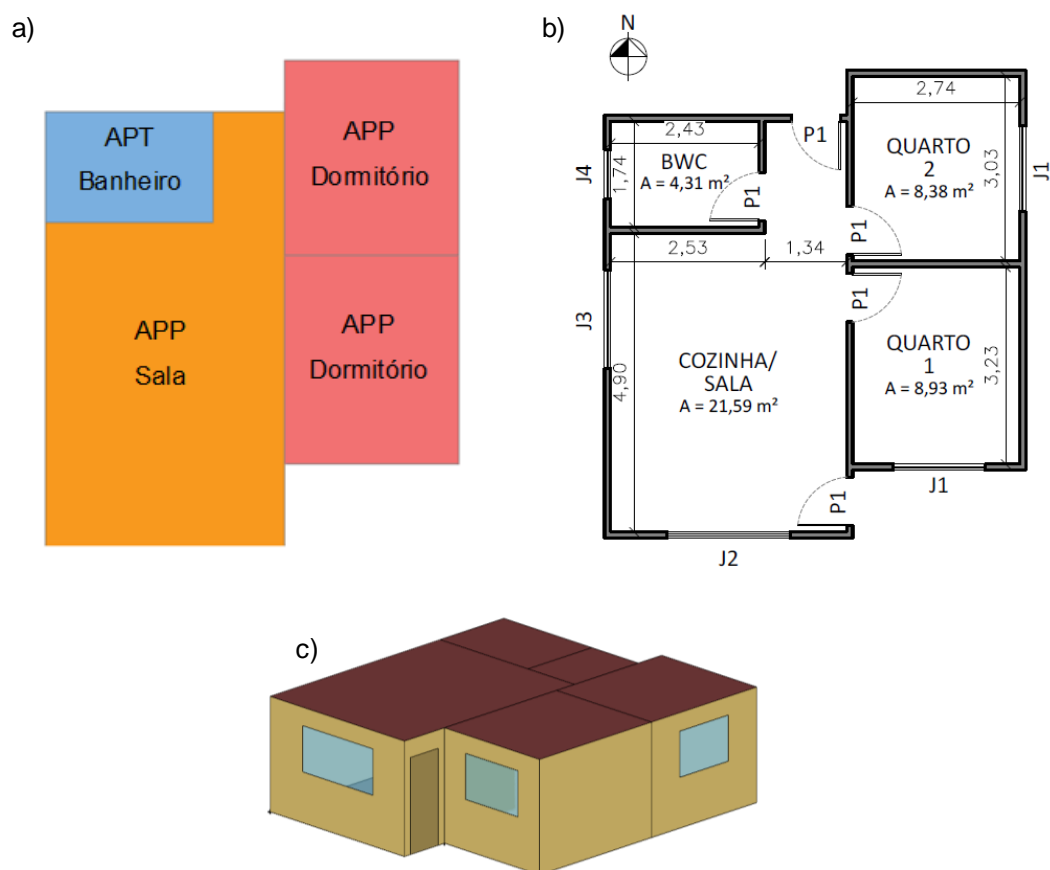 a)
APT
Banheiro
APP
Dormitório
APP
Sala
APP
Dormitório
b)
N
2,74
2,43
P1
BWC
A = 4,31 m²
1,74
J4
P1
QUARTO
2
A = 8,38 m²
3,03
J1
P1
2,53
1,34
P1
J3
4,90
COZINHA/
SALA
A = 21,59 m²
QUARTO
1
A = 8,93 m²
3,23
P1
J1
J2
c)